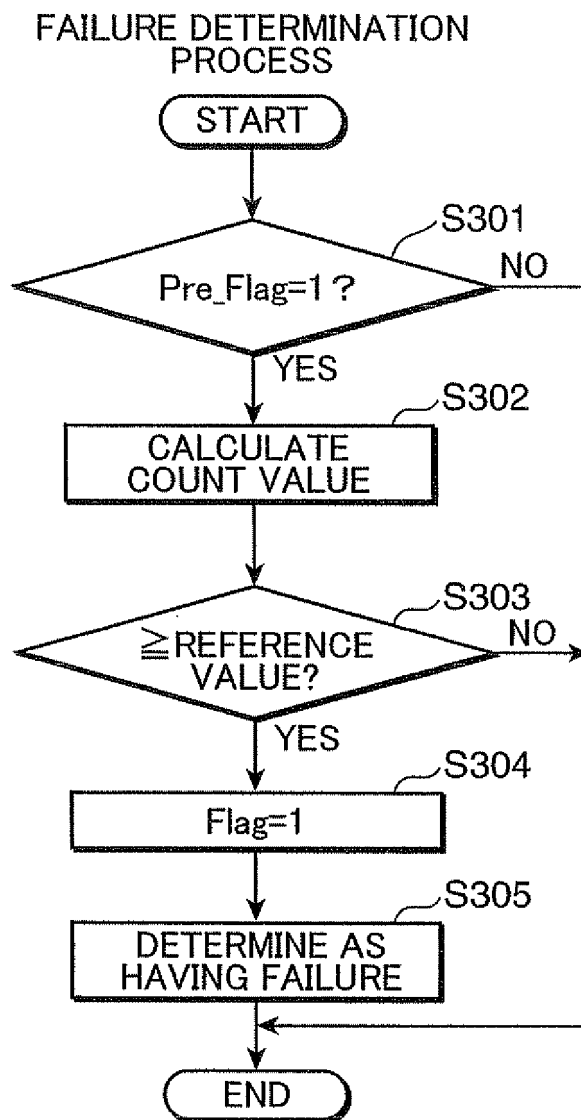 FAILURE DETERMINATION
PROCESS
START
S301
Pre_Flag=1?
NO
YES
S302
CALCULATE
COUNT VALUE
S303
≧REFERENCE
VALUE?
NO
YES
S304
Flag=1
S305
DETERMINE AS
HAVING FAILURE
END